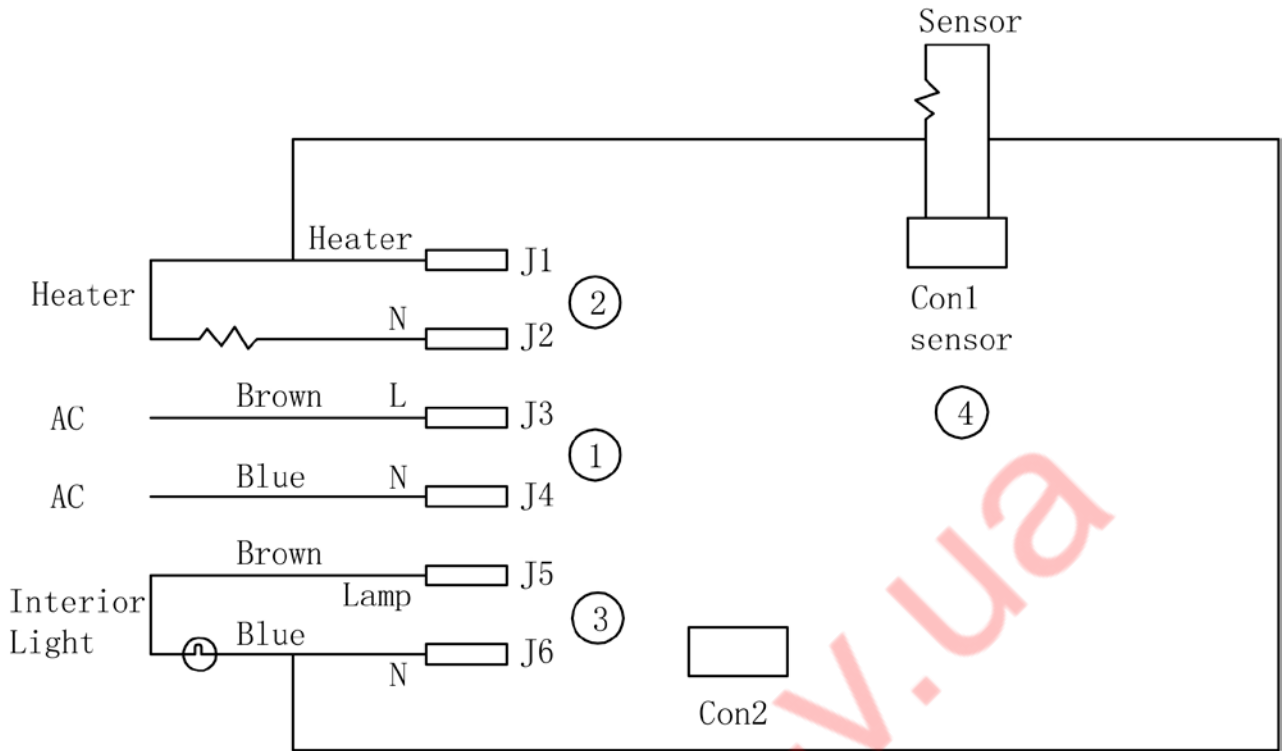 Sensor
Heater
J1
Heater
2
N
J2
Con1
sensor
Brown
L
J3
AC
4
1
Blue
N
J4
AC
Brown
J5
Lamp
Interior
Light
3
Blue
J6
N
Con2
v.ua